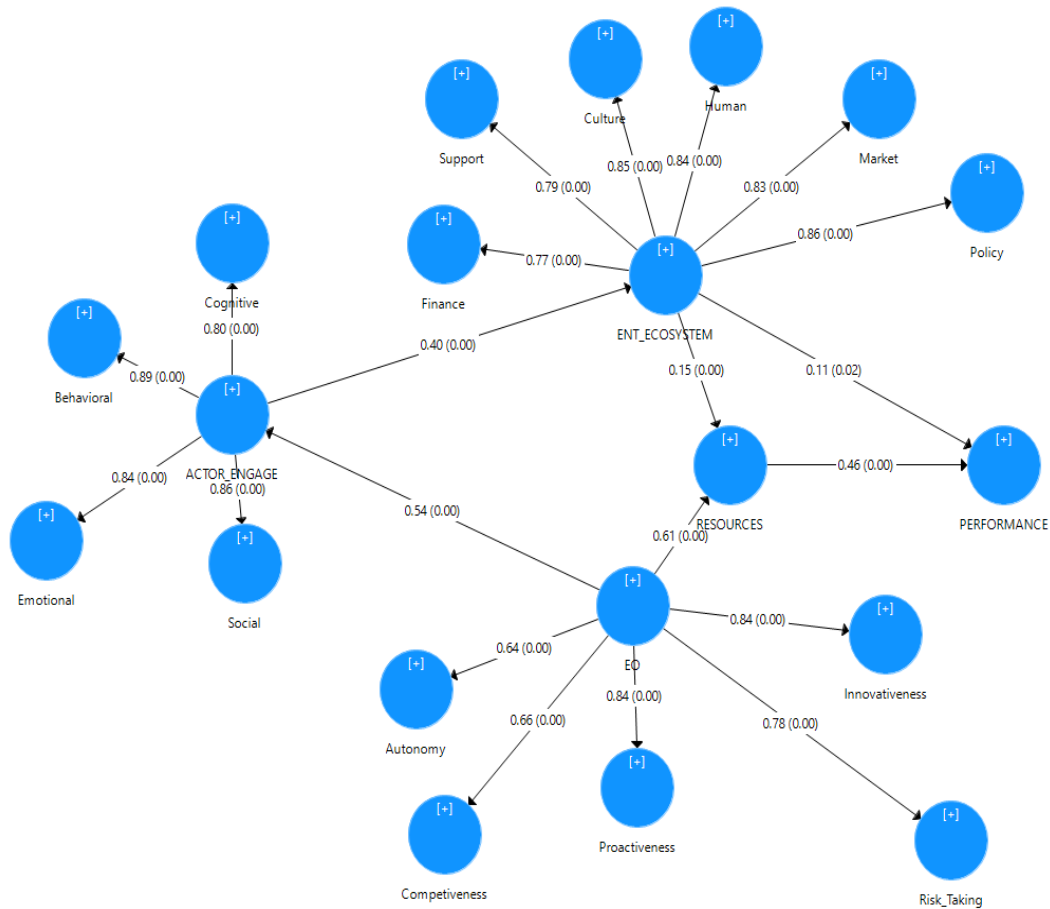 [+]
[+]
Human
[+]
Culture
[+]
Support
[+]
Market
0.85 (0.00)
0.84 (0.00)
0.79 (0.00)
0.83 (0.00)
[+]
Policy
0.86 (0.00)
[+]
Cognitive
[+]
Finance
0.77 (0.00)
[+]
ENT_ECOSYSTEM
[+]
Behavioral
0.80 (0.00)
0.40 (0.00)
0.89 (0.00)
0.15 (0.00)
0.11 (0.02)
[+]
ACTOR_ENGAGE
0.84 (0.00)
0.86 (0.00)
[+]
RESOURCES
0.46 (0.00)
[+]
PERFORMANCE
[+]
Emotional
0.54 (0.00)
0.61 (0.00)
[+]
Social
[+]
EO
0.84 (0.00)
[+]
Innovativeness
0.64 (0.00)
[+]
Autonomy
0.84 (0.00)
0.66 (0.00)
0.78 (0.00)
[+]
Proactiveness
[+]
Competiveness
[+]
Risk_Taking